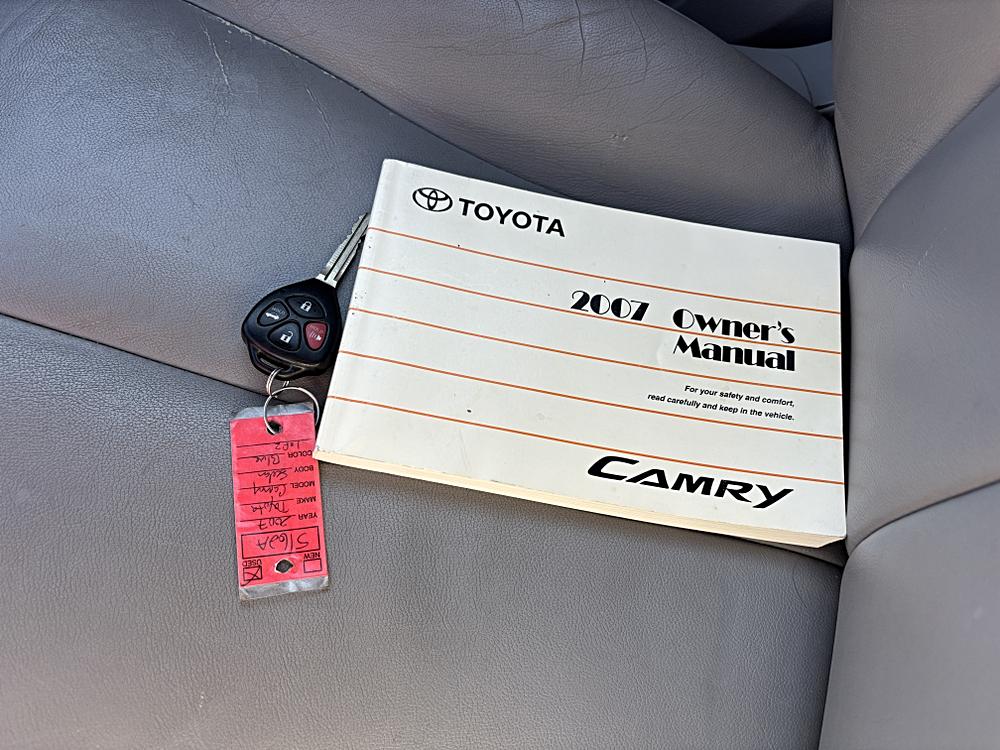 TOYOTA
2007 Owner's
Manual
For your safety and comfort,
read carefully and keep in the vehicle.
CAMRY
NEW
USED
5162A
YEAR 2007
MAKE Toyota
MODEL Camry
BODY Sedan
COLOR Blue